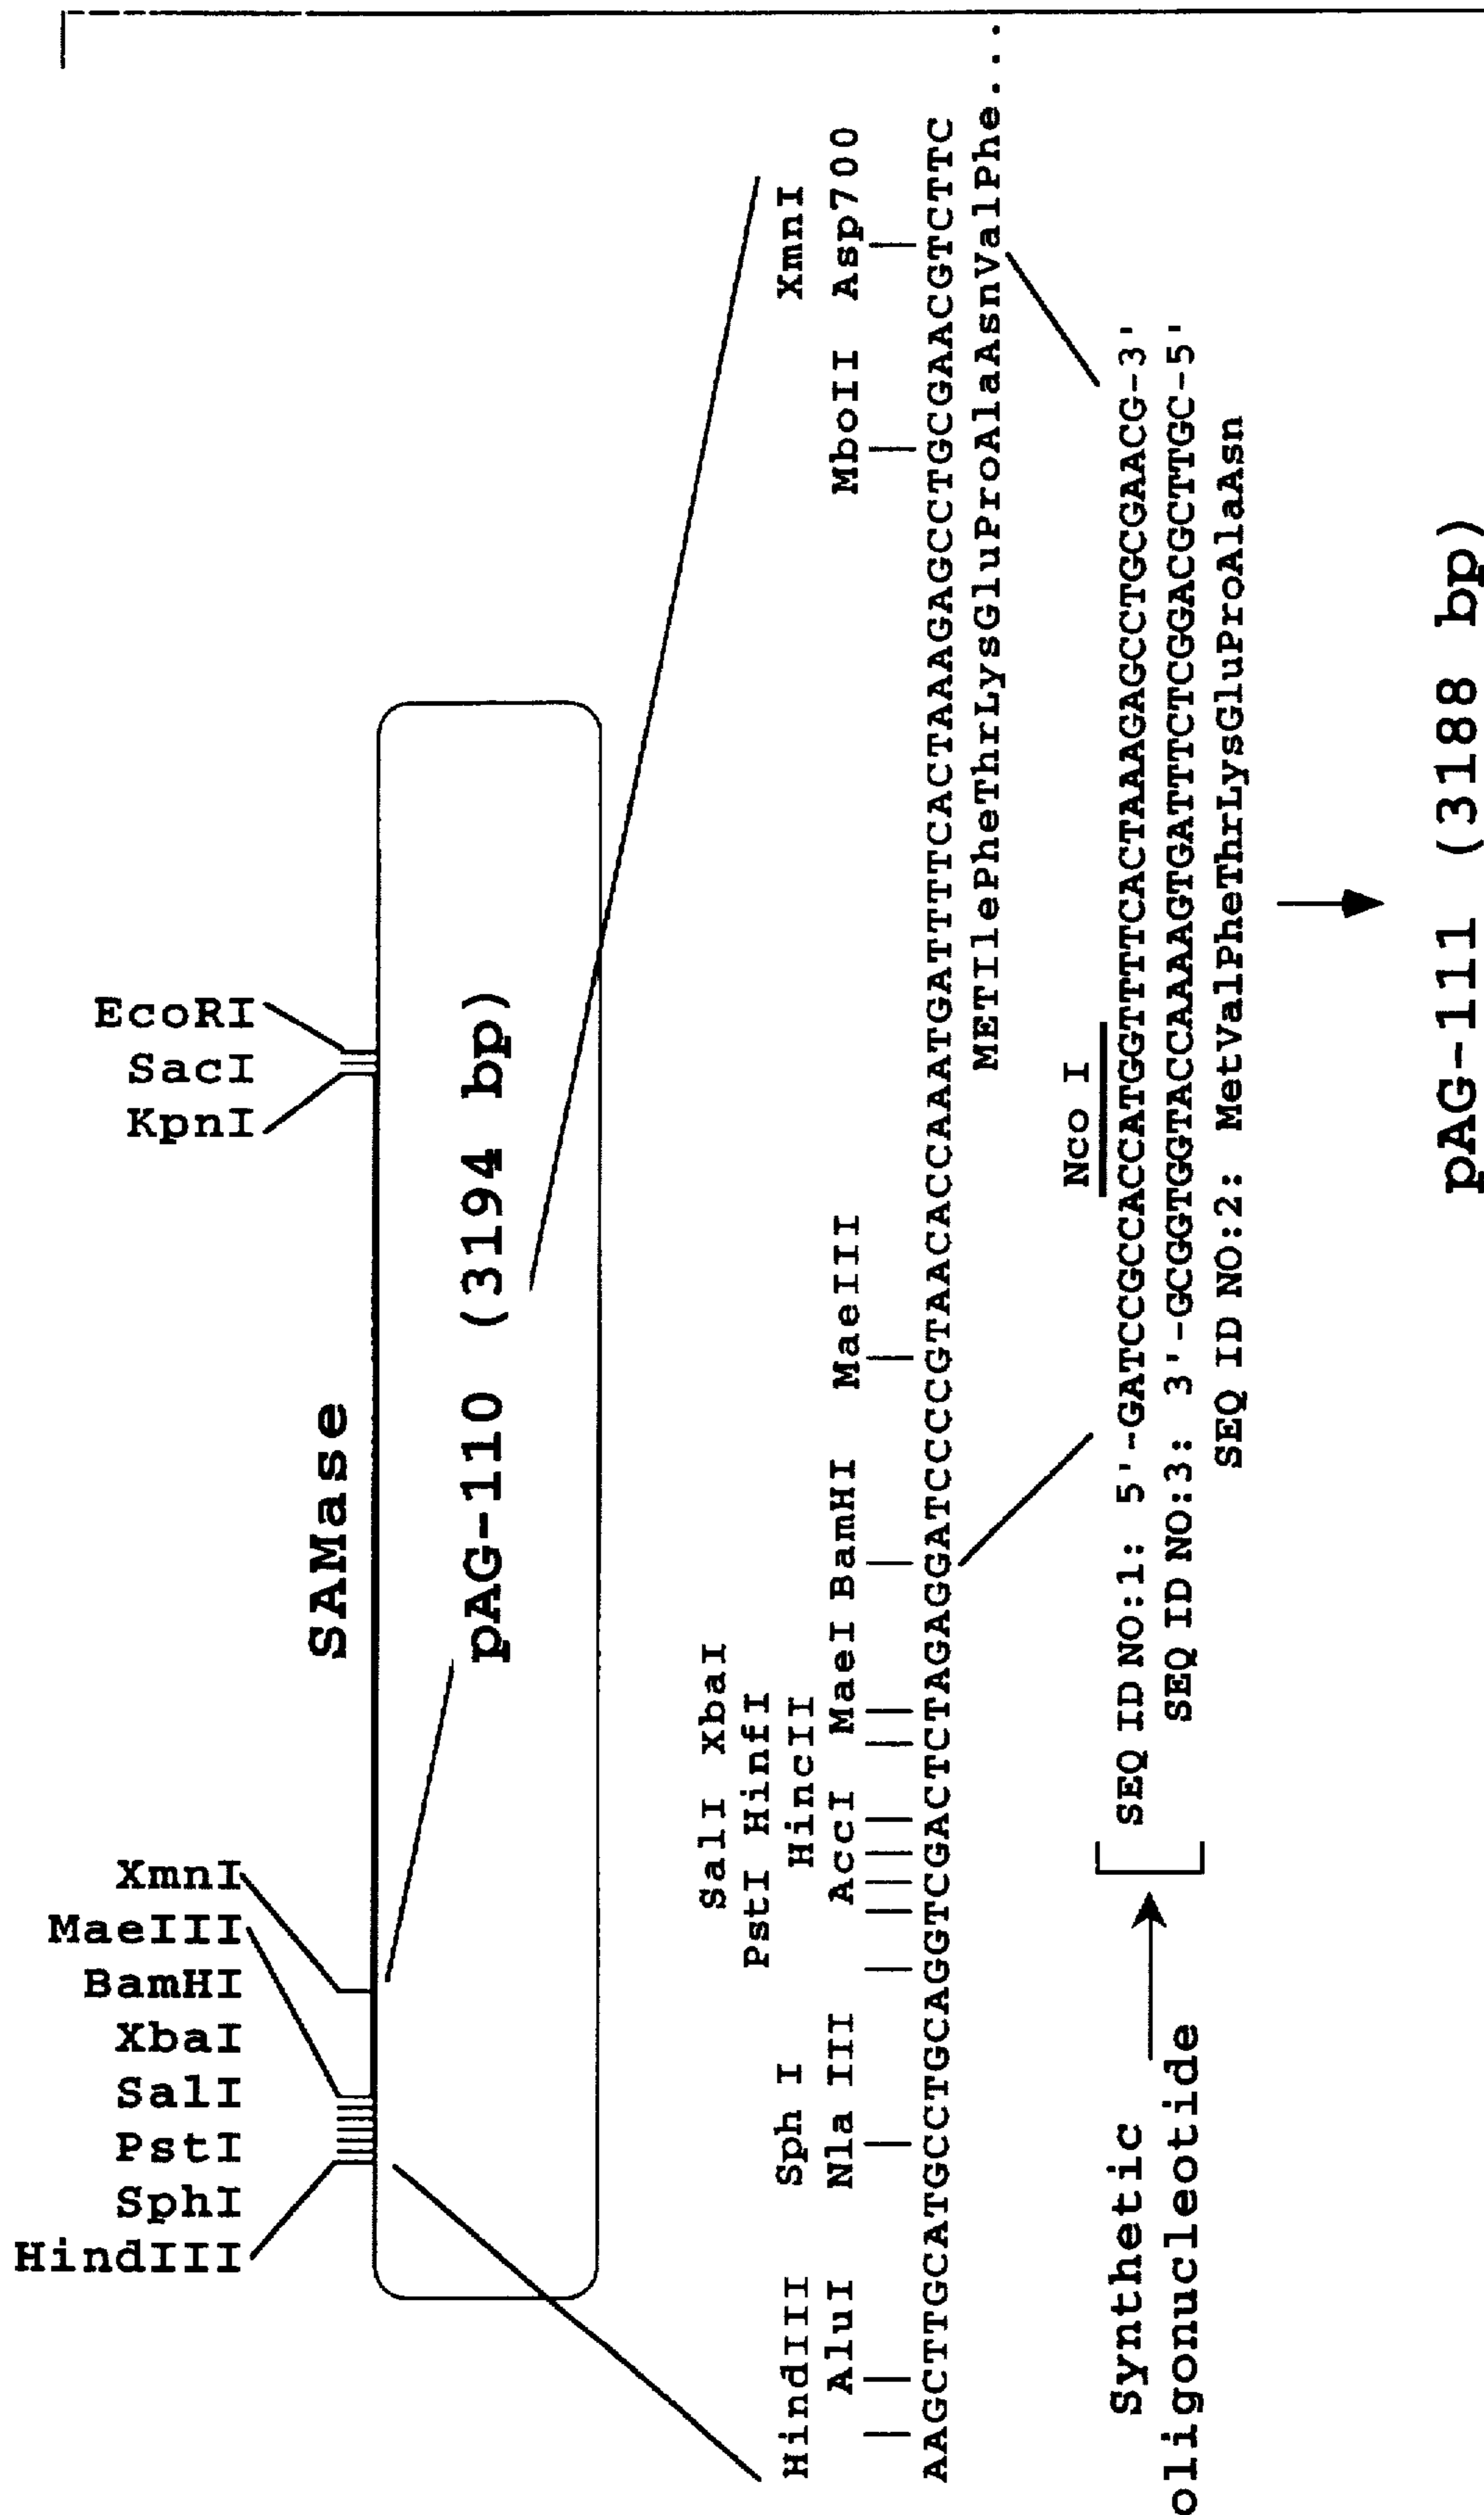 EcoRI
SacI
KpnI
XmnI
MaeIII
BamHI
XbaI
SalI
PstI
SphI
HindIII
SAMase
pAG-110 (3194 bp)
SalI XbaI
PstI HinfI
HindIII Sph I HincII XmnI
AluI Nla III AccI MaeI BamHI MaeIII MboII Asp700
AAGCTTGCATGCCTGCAGGTCGACTCTAGAGGATCCCCGTAACACCAAATGATTTTCACTAAAGAGCCTGCGAACGTCTTC
METIlePheThrLysGluProAlaAsnValPhe...
Nco I
Synthetic
oligonucleotide
SEQ ID NO:1: 5'-GATCCGCCACCATGGTTTTCACTAAAGAGCCTGCGAACG-3'
SEQ ID NO:3: 3'-GCGGTGGTACCAAAAGTGATTTCTCGGACGCTTGC-5'
SEQ ID NO:2: MetValPheThrLysGluProAlaAsn
pAG-111 (3188 bp)